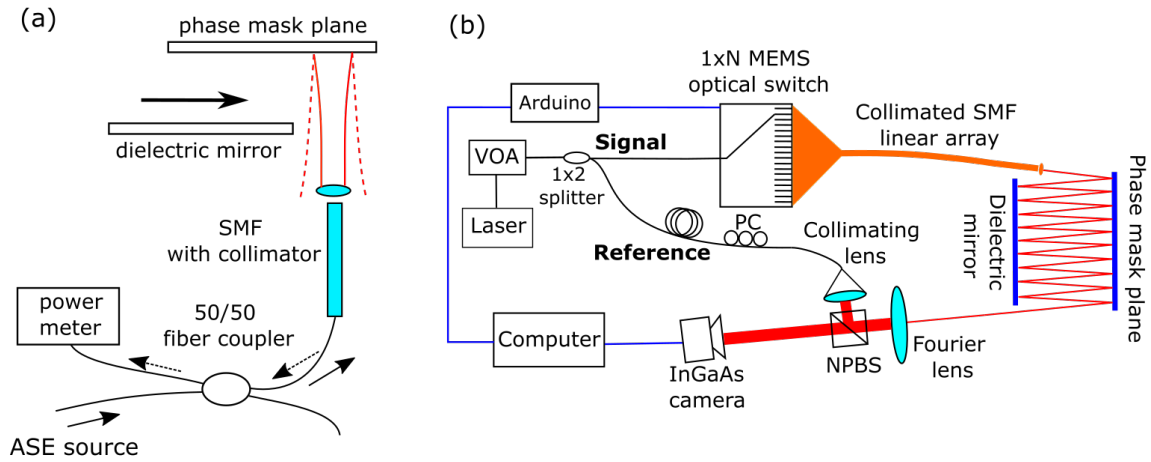 (a)
phase mask plane
dielectric mirror
SMF
with collimator
power
meter
50/50
fiber coupler
ASE source
(b)
1xN MEMS
optical switch
Arduino
Collimated SMF
linear array
VOA
Signal
1x2
splitter
Laser
PC
Reference
Collimating
lens
Dielectric
mirror
Phase mask plane
Computer
InGaAs
camera
NPBS
Fourier
lens